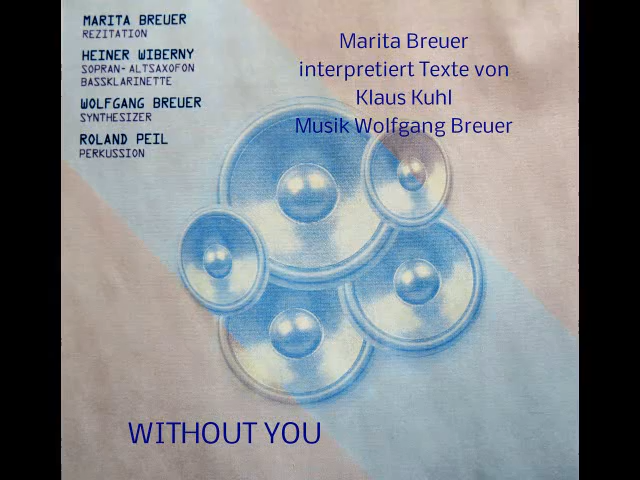 MARITA BREUER
REZITATION
HEINER WIBERNY
SOPRAN-ALTSAXOFON
BASSKLARINETTE
WOLFGANG BREUER
SYNTHESIZER
ROLAND PEIL
PERKUSSION
Marita Breuer
interpretiert Texte von
Klaus Kuhl
Musik Wolfgang Breuer
WITHOUT YOU